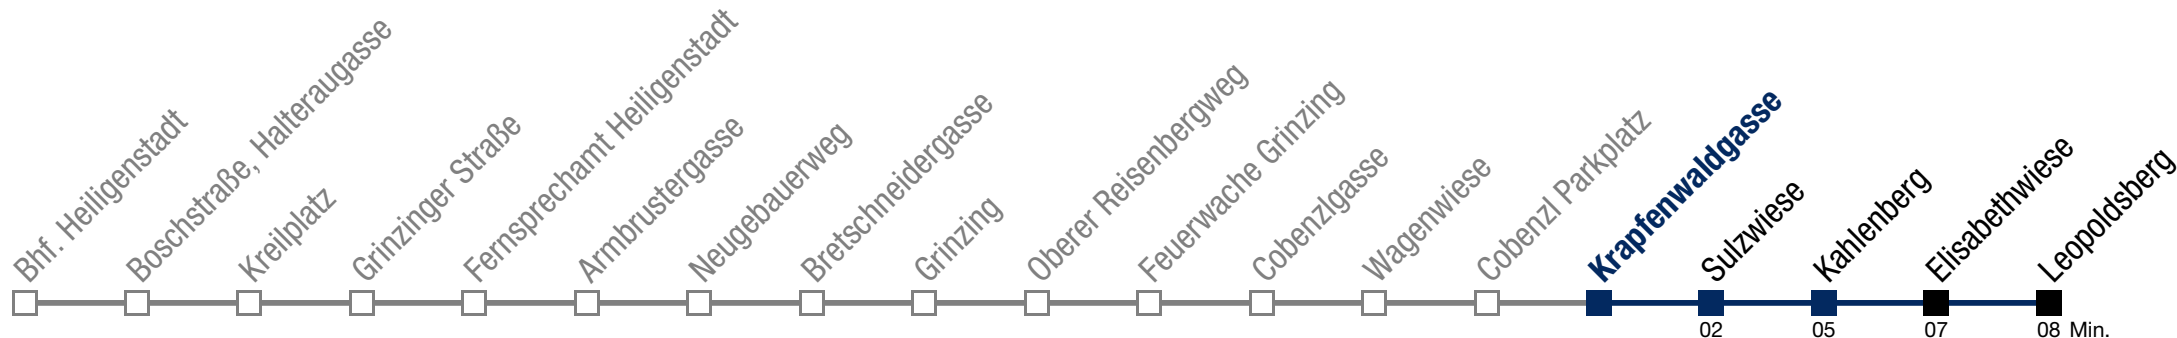 Bhf. Heiligenstadt
Boschstraße, Halteraugasse
Kreilplatz
Grinzinger Straße
Fernsprechamt Heiligenstadt
Armbrustergasse
Neugebauerweg
Bretschneidergasse
Grinzing
Oberer Reisenbergweg
Feuerwache Grinzing
Cobenzlgasse
Wagenwiese
Cobenzl Parkplatz
Krapfenwaldgasse
Sulzwiese
Kahlenberg
Elisabethwiese
Leopoldsberg
02 05 07 08 Min.